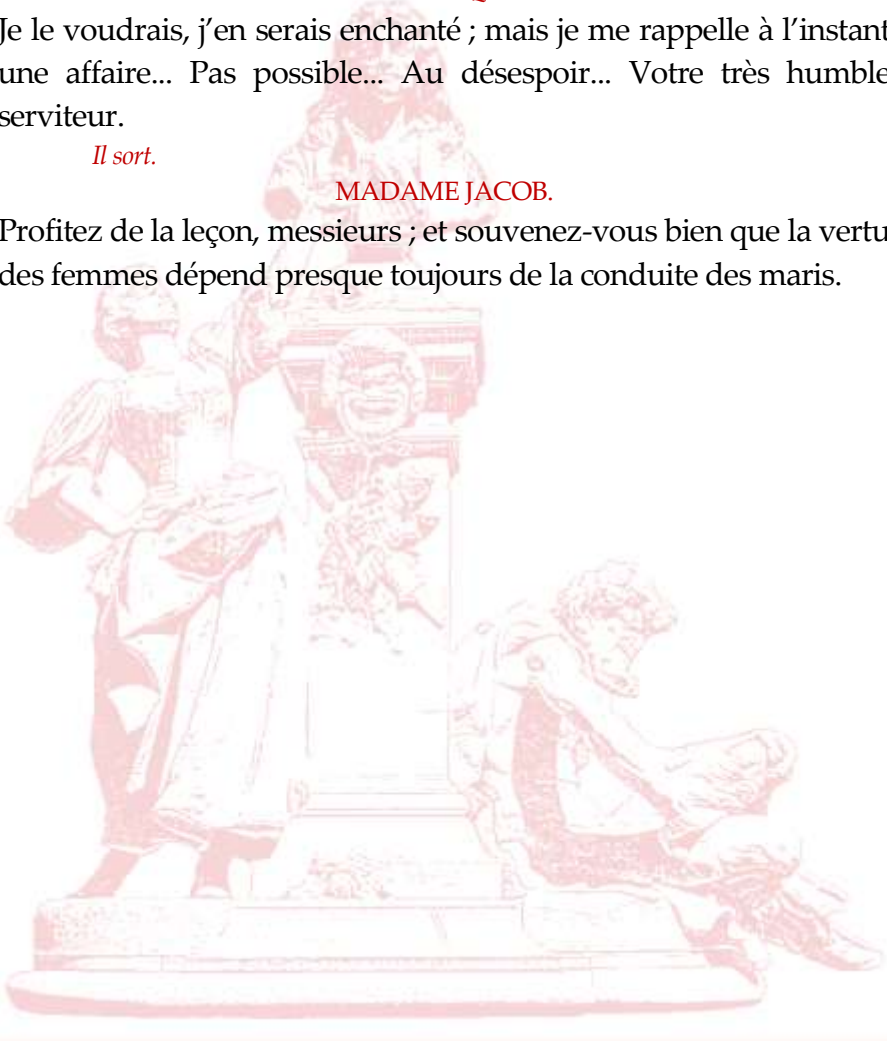 Je le voudrais, j’en serais enchanté ; mais je me rappelle à l’instant
une affaire... Pas possible... Au désespoir... Votre très humble
serviteur.
Il sort.
MADAME JACOB.
Profitez de la leçon, messieurs ; et souvenez-vous bien que la vertu
des femmes dépend presque toujours de la conduite des maris.